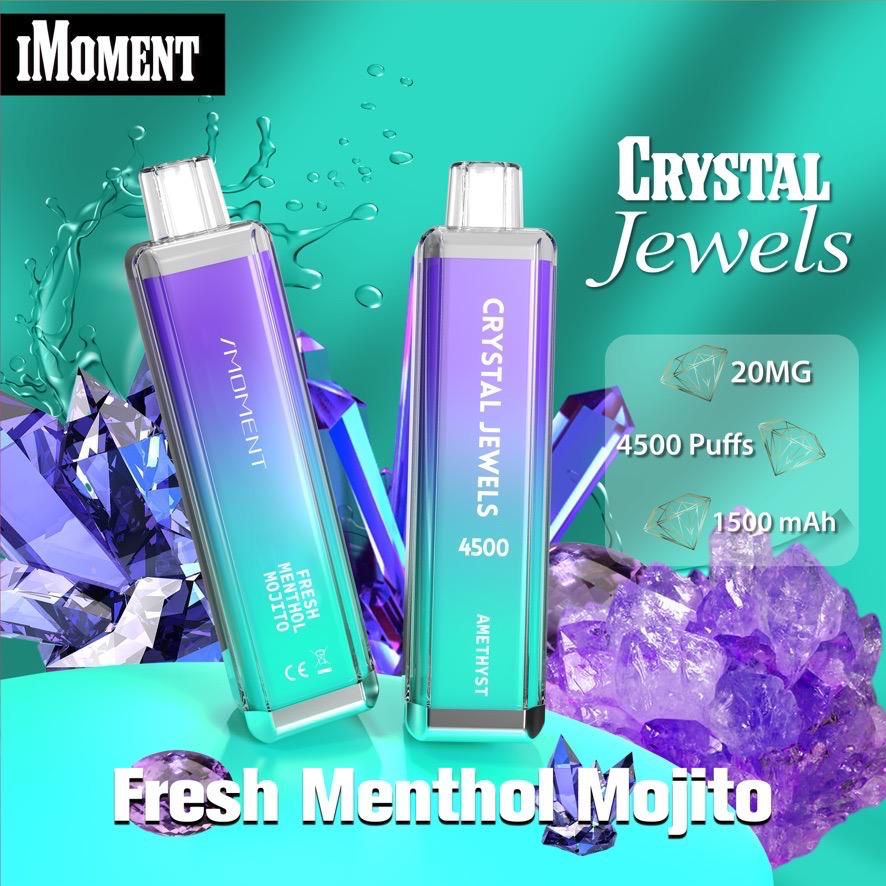 iMoment
Crystal
Jewels
20MG
4500 Puffs
1500 mAh
iMOMENT
FRESH
MENTHOL
MOJITO
CE
CRYSTAL JEWELS
4500
AMETHYST
Fresh Menthol Mojito